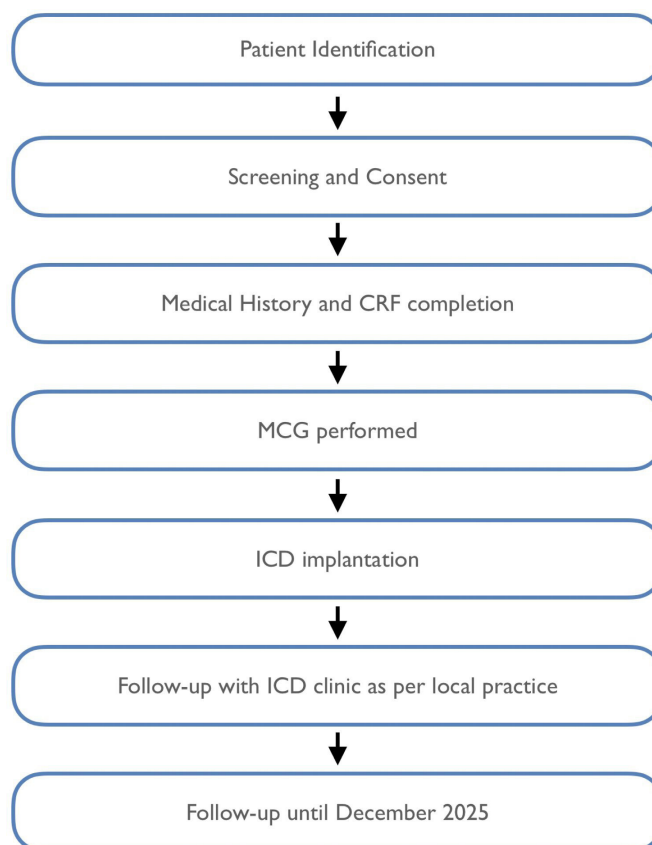 Patient Identification
Screening and Consent
Medical History and CRF completion
MCG performed
ICD implantation
Follow-up with ICD clinic as per local practice
Follow-up until December 2025